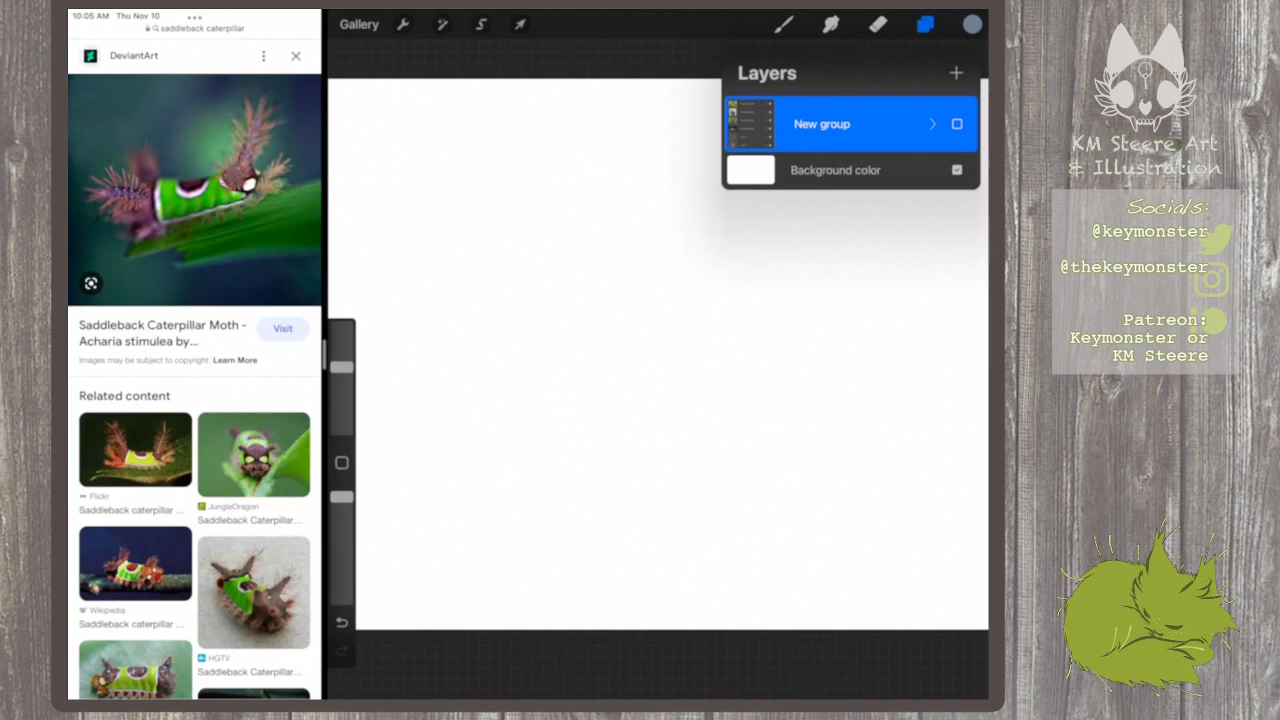 10:05 AM Thu Nov 10
saddleback caterpillar
DeviantArt
Saddleback Caterpillar Moth -
Acharia stimulea by...
Visit
Images may be subject to copyright. Learn More
Related content
Flickr
Saddleback caterpillar ...
JungleDragon
Saddleback Caterpillar...
Wikipedia
Saddleback caterpillar ...
HGTV
Saddleback Caterpillar...
Gallery
Layers
New group
Background color
KM Steere Art
& Illustration
Socials:
@keymonster
@thekeymonster
Patreon:
Keymonster or
KM Steere